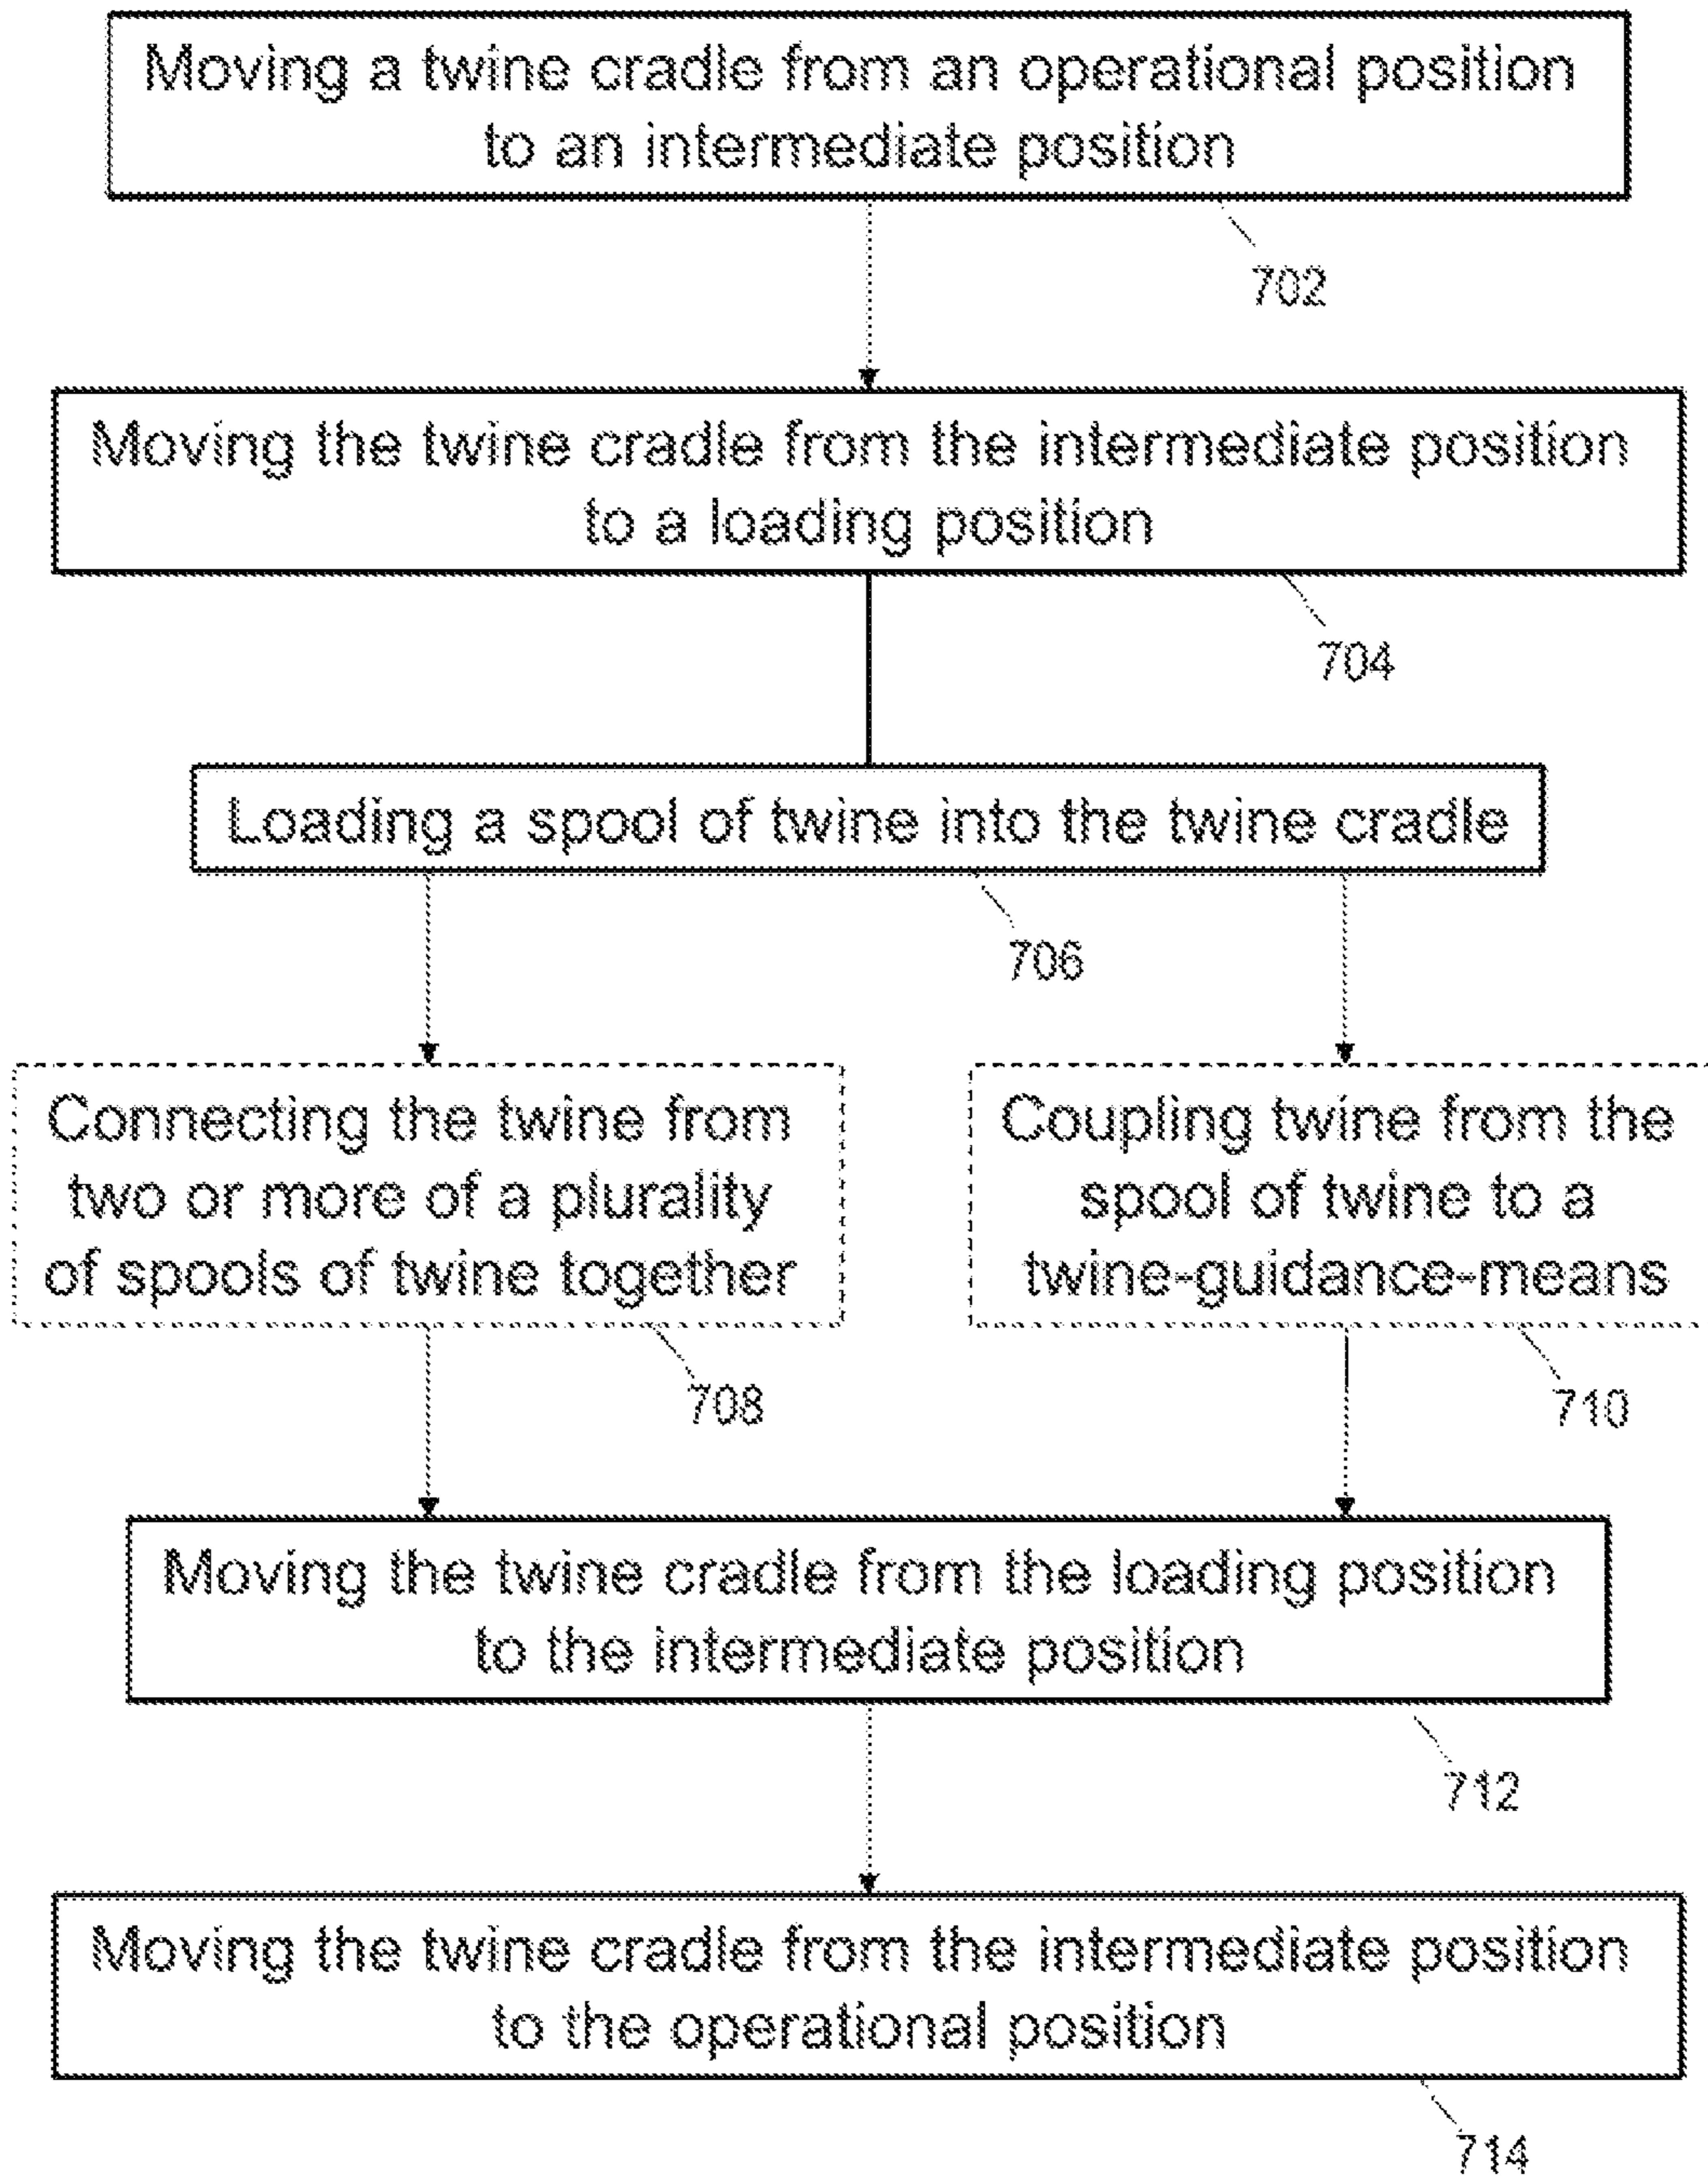 Moving a twine cradle from an operational position
to an intermediate position
702
Moving the twine cradle from the intermediate position
to a loading position
704
Loading a spool of twine into the twine cradle
706
Connecting the twine from
two or more of a plurality
of spools of twine together
708
Coupling twine from the
spool of twine to a
twine-guidance-means
710
Moving the twine cradle from the loading position
to the intermediate position
712
Moving the twine cradle from the intermediate position
to the operational position
714